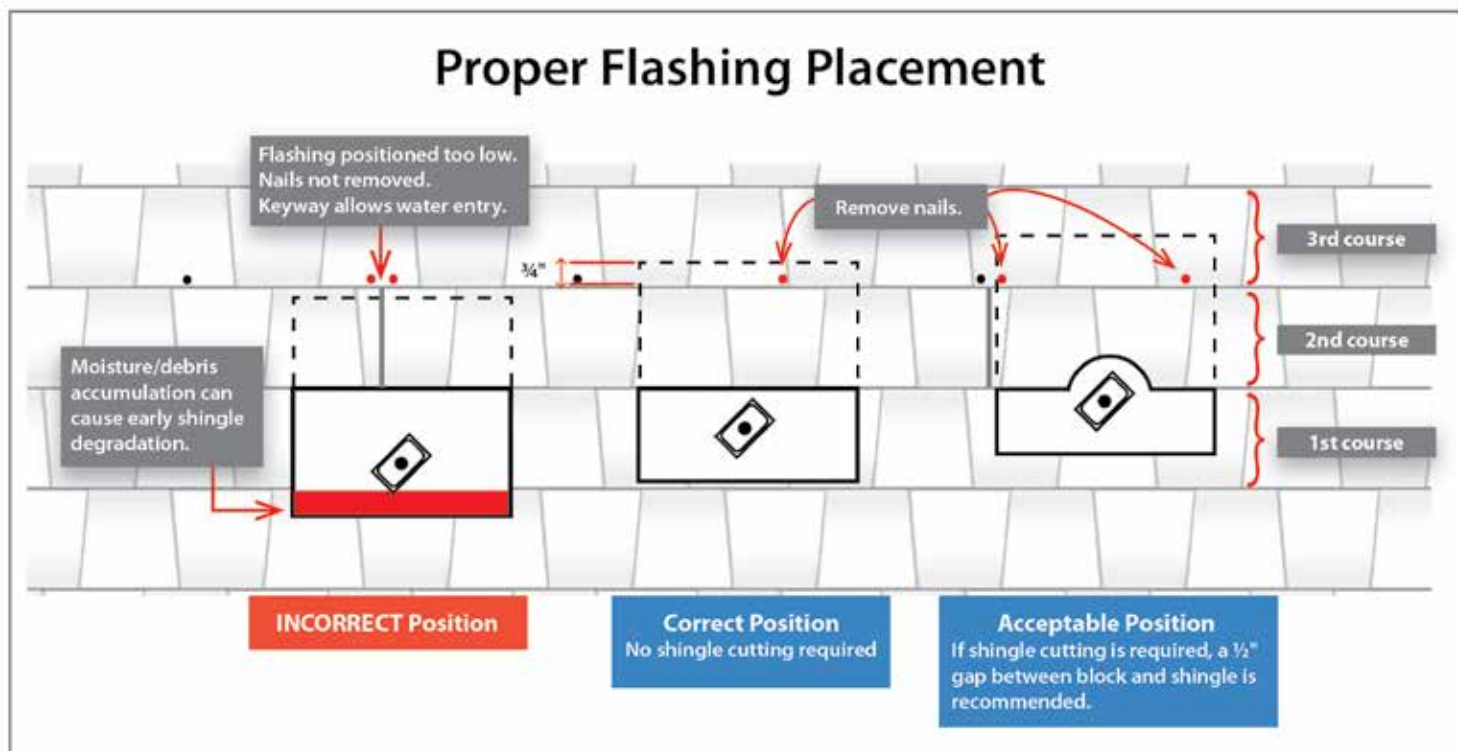 Proper Flashing Placement
Flashing positioned too low.
Nails not removed.
Keyway allows water entry.
Remove nails.
3rd course
¾"
2nd course
Moisture/debris
accumulation can
cause early shingle
degradation.
1st course
INCORRECT Position
Correct Position
No shingle cutting required
Acceptable Position
If shingle cutting is required, a ½"
gap between block and shingle is
recommended.